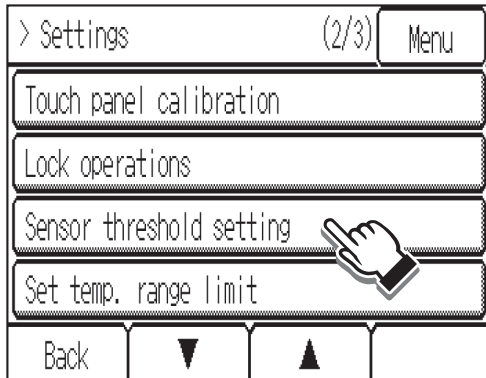 > Settings (2/3) Menu
Touch panel calibration
Lock operations
Sensor threshold setting
Set temp. range limit
Back ▼ ▲